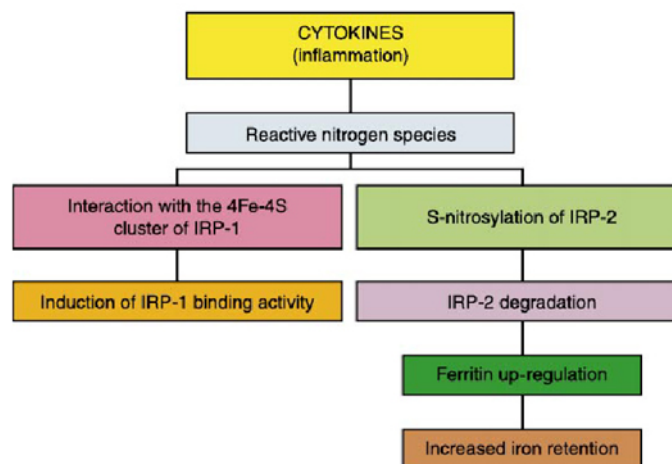 CYTOKINES
(inflammation)
Reactive nitrogen species
Interaction with the 4Fe-4S
cluster of IRP-1
S-nitrosylation of IRP-2
Induction of IRP-1 binding activity
IRP-2 degradation
Ferritin up-regulation
Increased iron retention